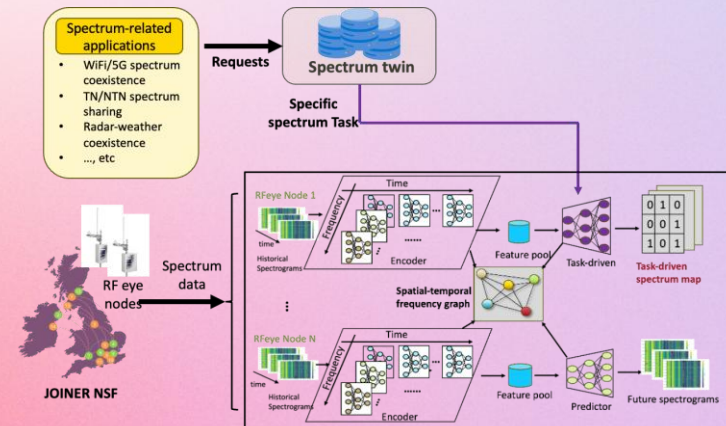 Spectrum-related
applications
• WiFi/5G spectrum
coexistence
• TN/NTN spectrum
sharing
• Radar-weather
coexistence
• ..., etc
Requests
Spectrum twin
Specific
spectrum Task
RF eye
nodes
JOINER NSF
Spectrum
data
RFeye Node 1
time
Historical
Spectrograms
Frequency
Time
......
Encoder
Feature pool
Task-driven
0 1 0
0 0 1
1 0 1
Task-driven
spectrum map
Spatial-temporal
frequency graph
RFeye Node N
time
Historical
Spectrograms
Frequency
Time
......
Encoder
Feature pool
Predictor
Future spectrograms